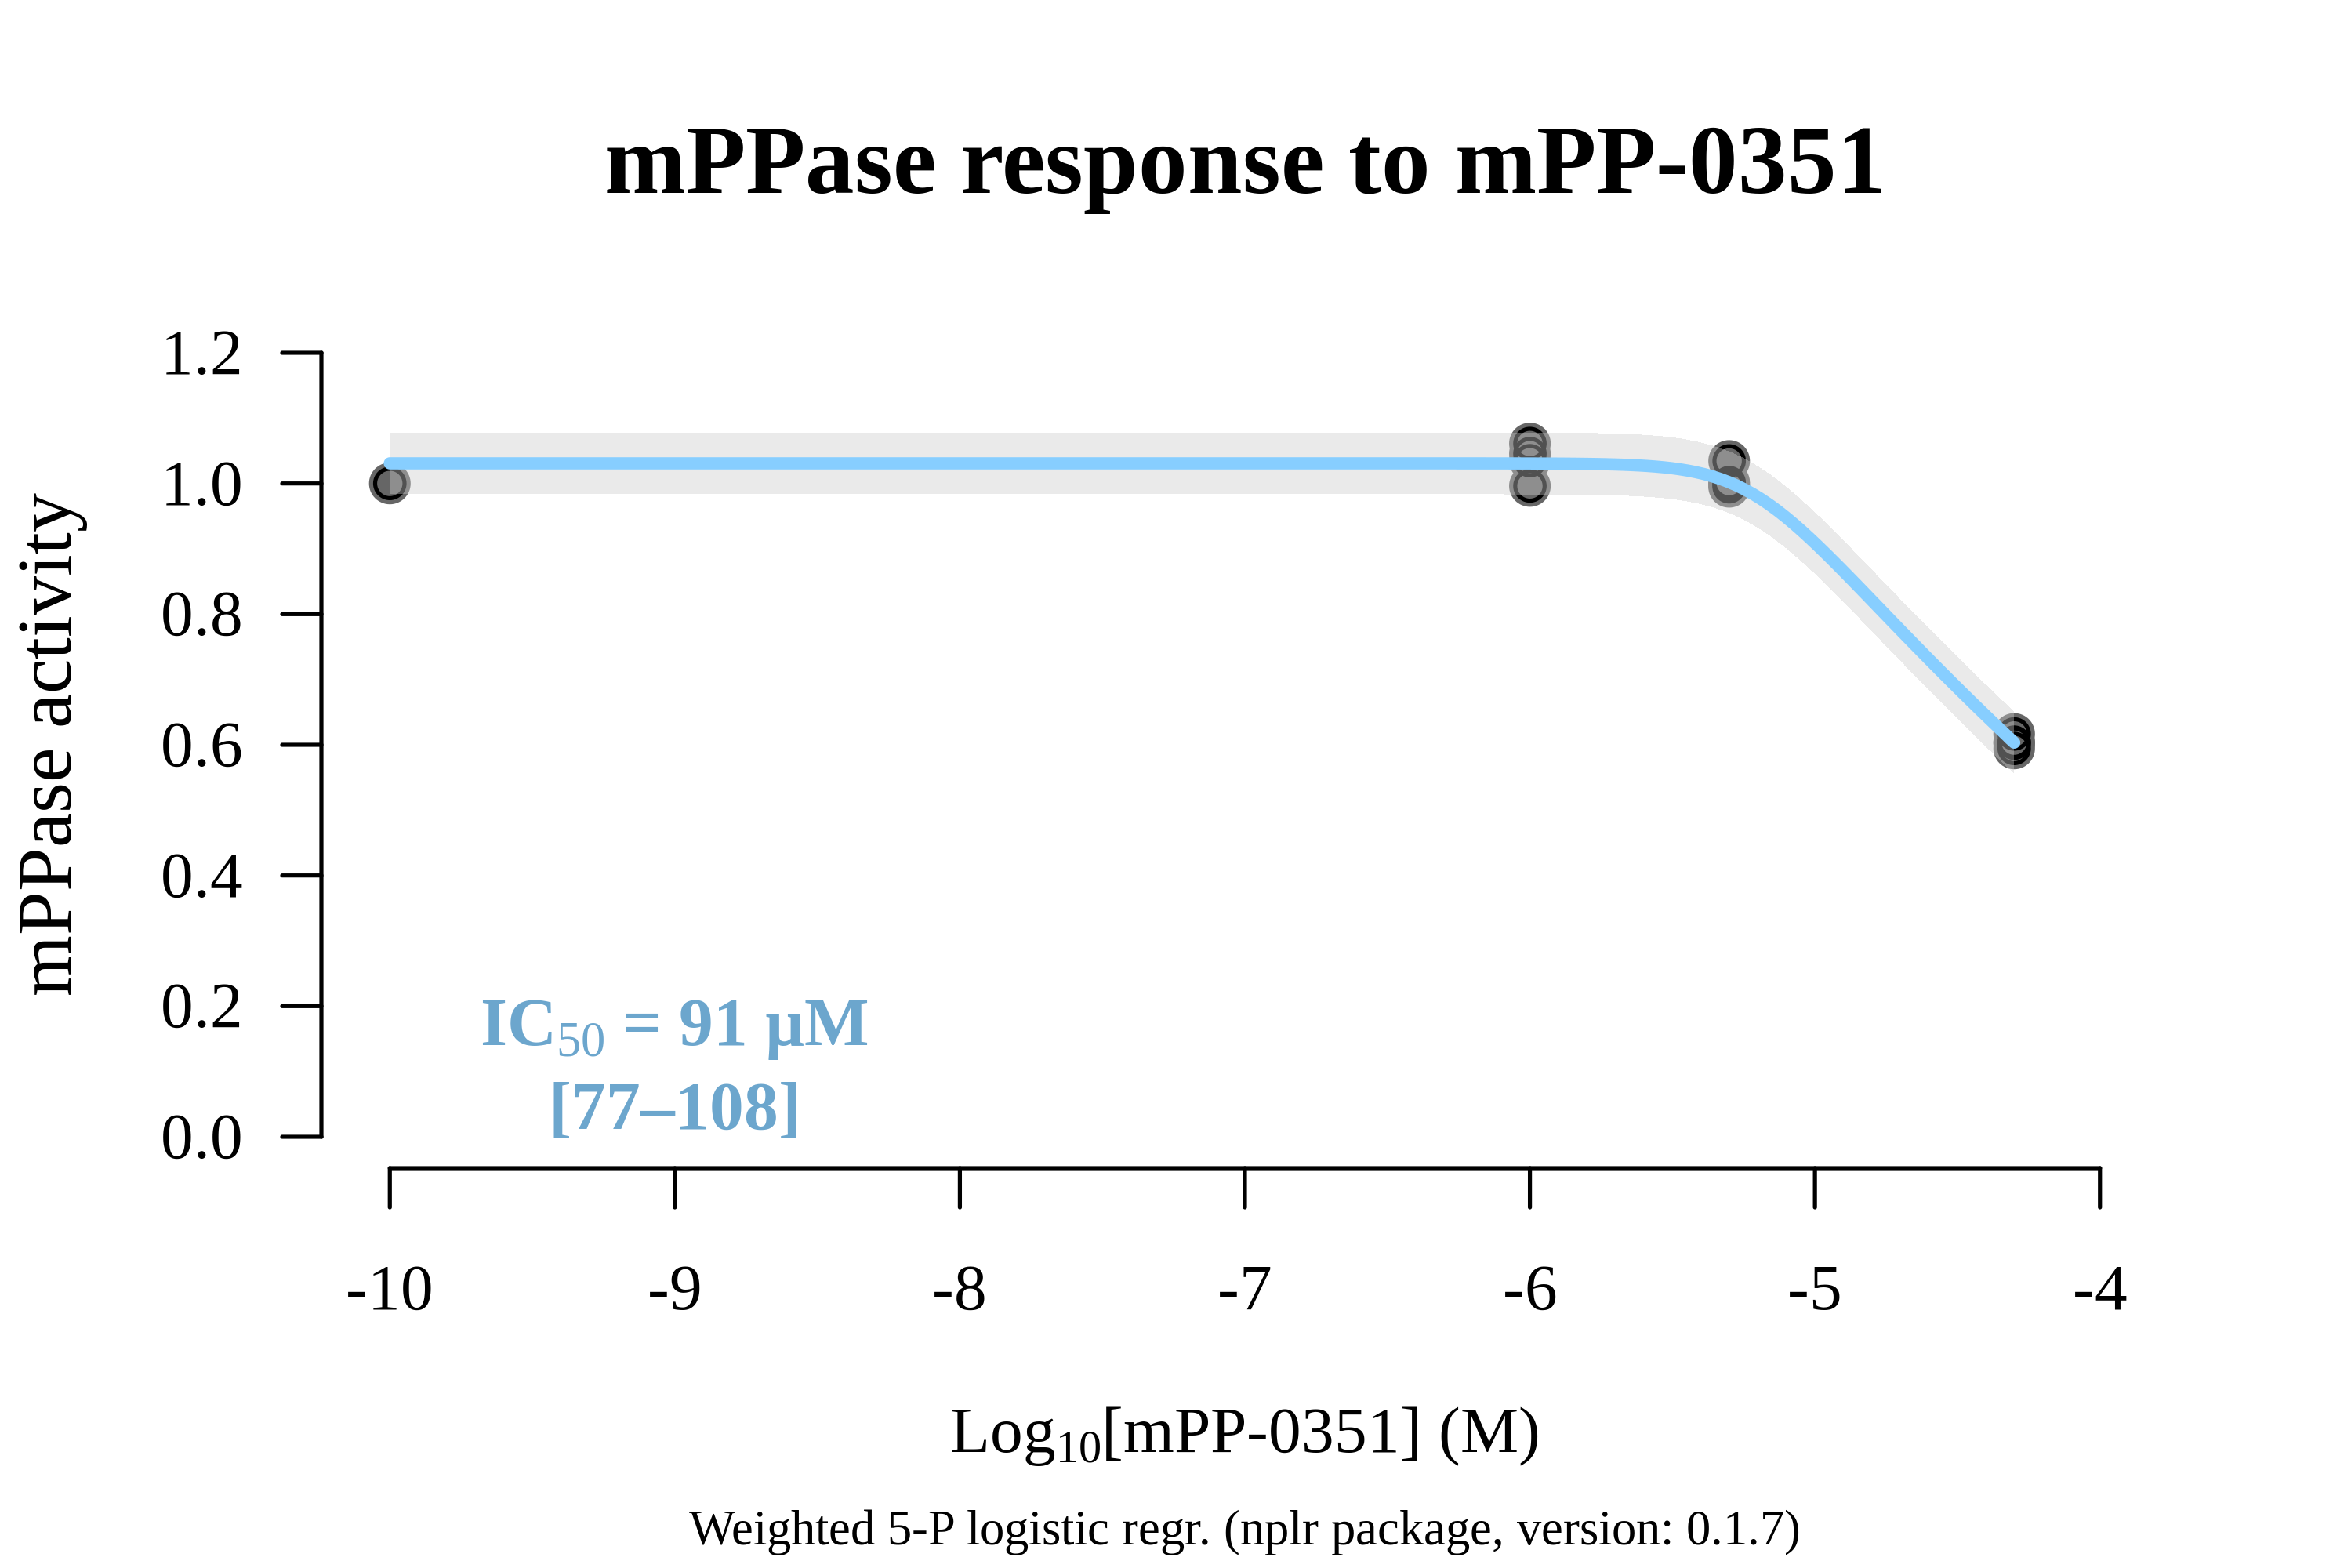 mPPase response to mPP-0351
mPPase activity
1.2
1.0
0.8
0.6
0.4
0.2
0.0
IC50 = 91 µM
[77–108]
-10 -9 -8 -7 -6 -5 -4
Log10[mPP-0351] (M)
Weighted 5-P logistic regr. (nplr package, version: 0.1.7)